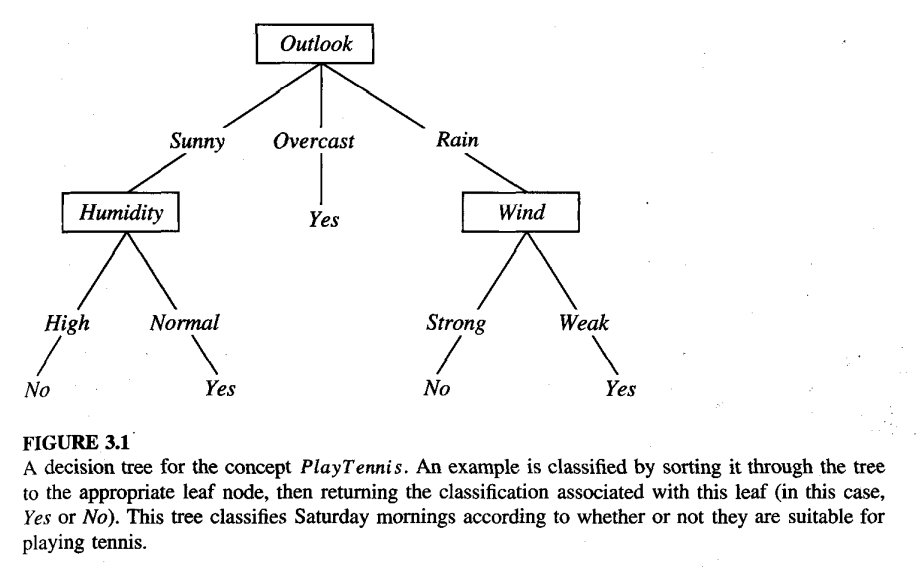 Outlook
Sunny Overcast Rain
Humidity Yes Wind
High Normal Strong Weak
No Yes No Yes
FIGURE 3.1
A decision tree for the concept PlayTennis. An example is classified by sorting it through the tree
to the appropriate leaf node, then returning the classification associated with this leaf (in this case,
Yes or No). This tree classifies Saturday mornings according to whether or not they are suitable for
playing tennis.